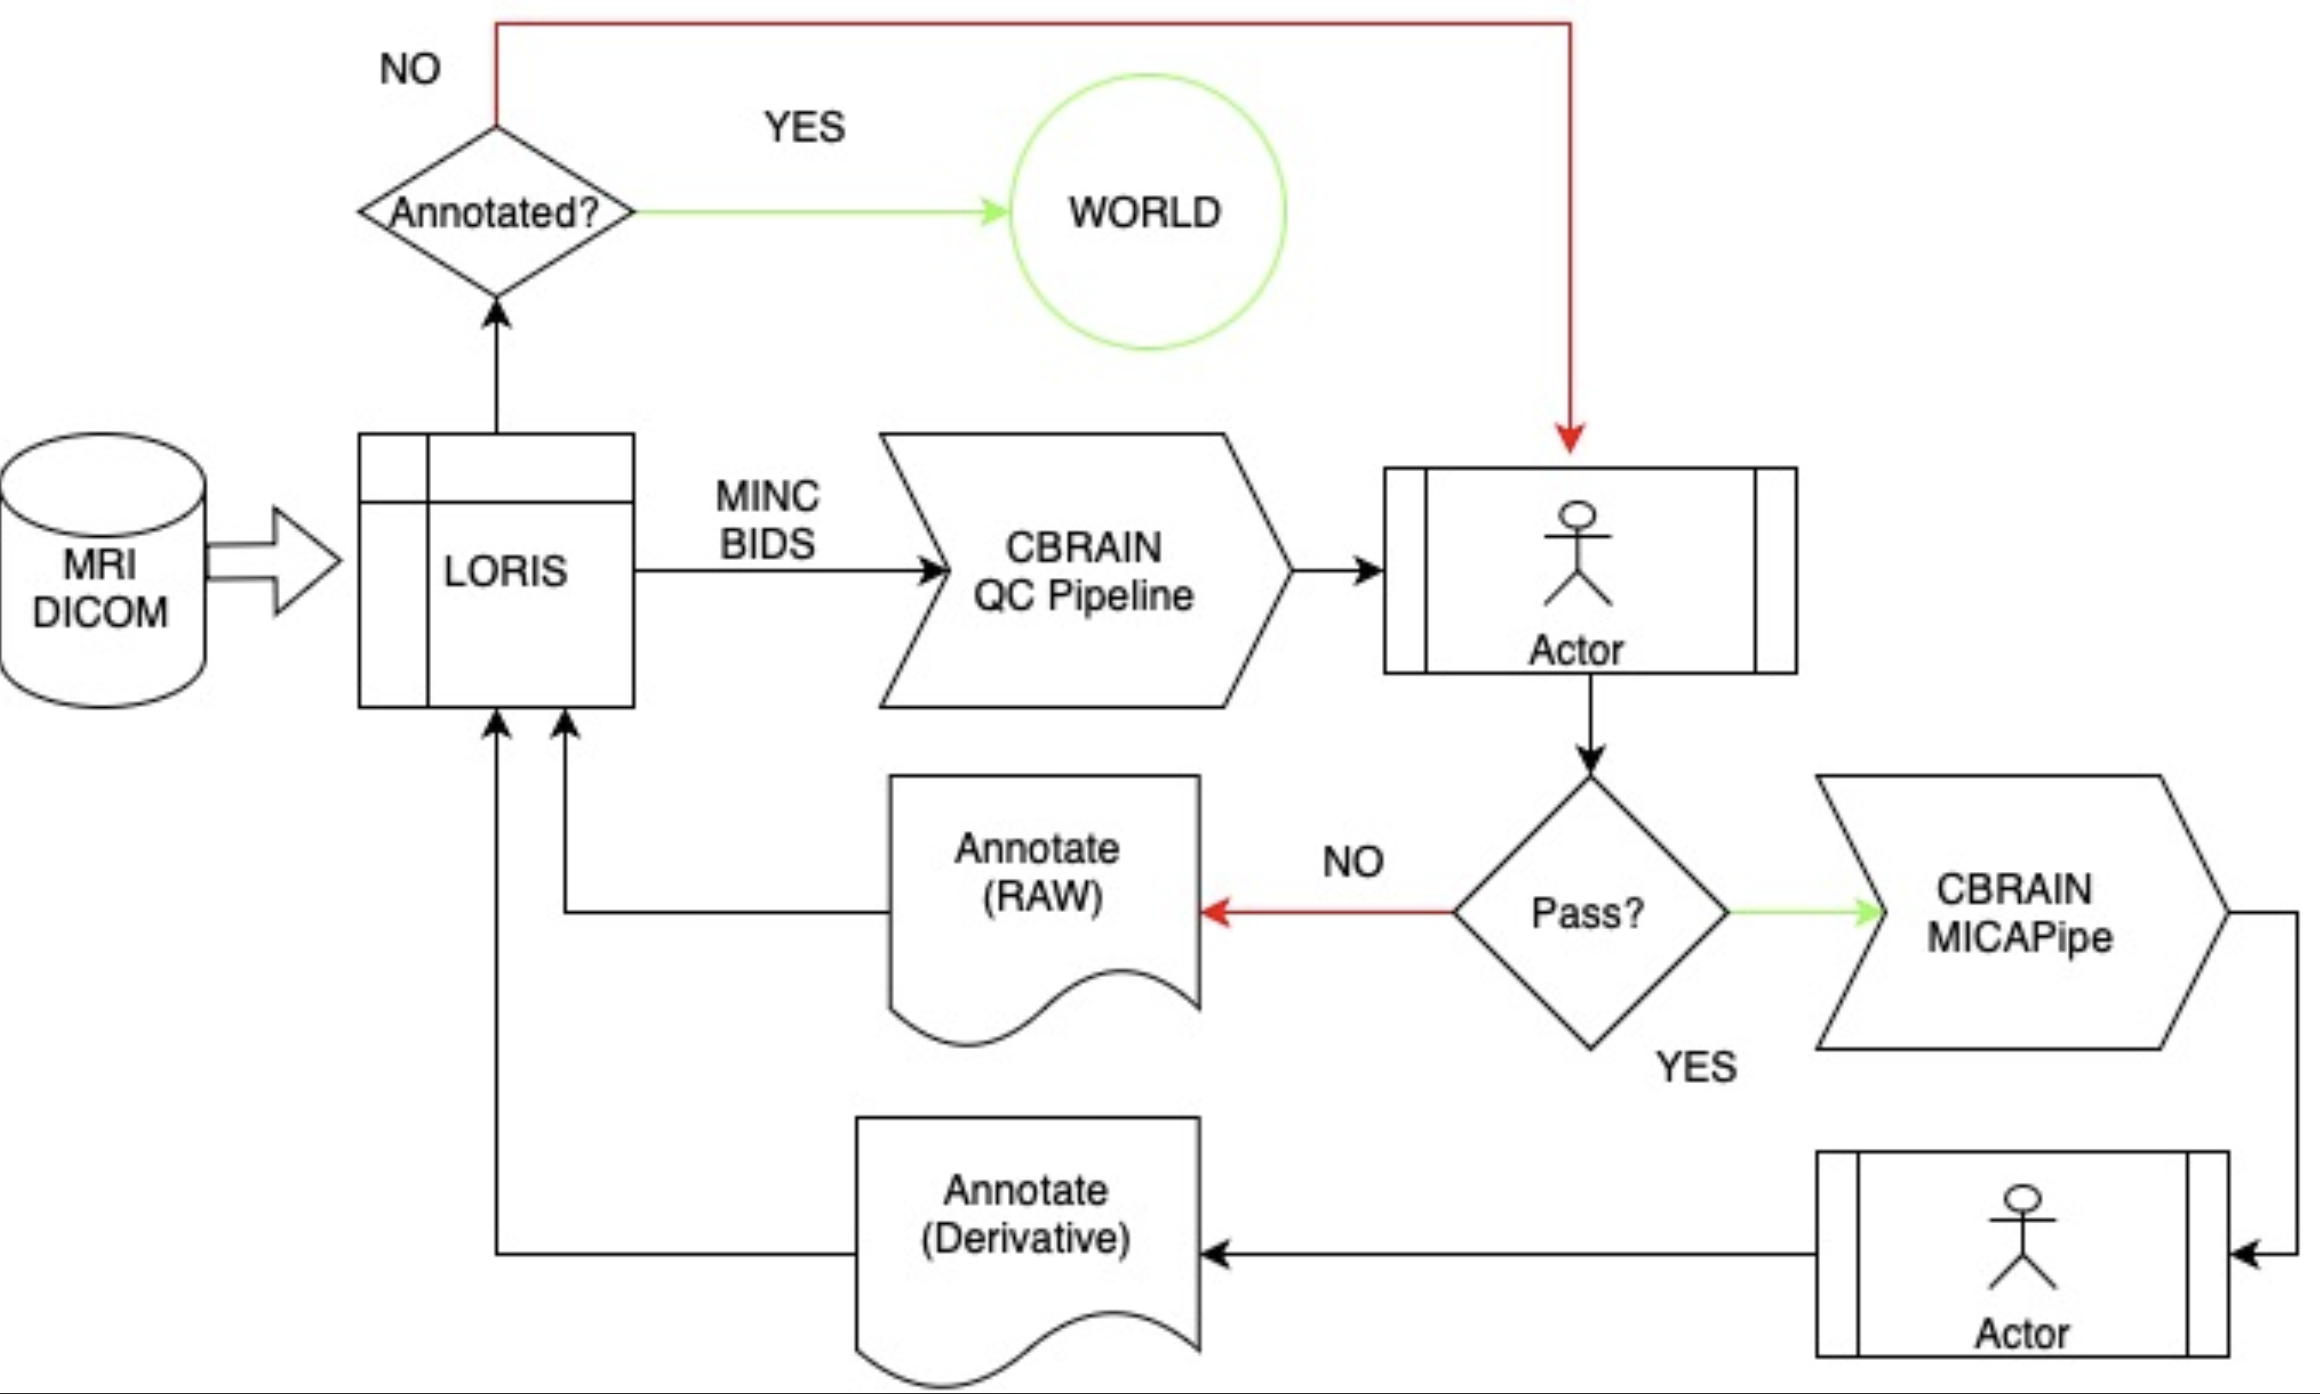 NO
YES
Annotated?
WORLD
MRI
DICOM
LORIS
MINC
BIDS
CBRAIN
QC Pipeline
Actor
Annotate
(RAW)
NO
Pass?
YES
CBRAIN
MICAPipe
Annotate
(Derivative)
Actor